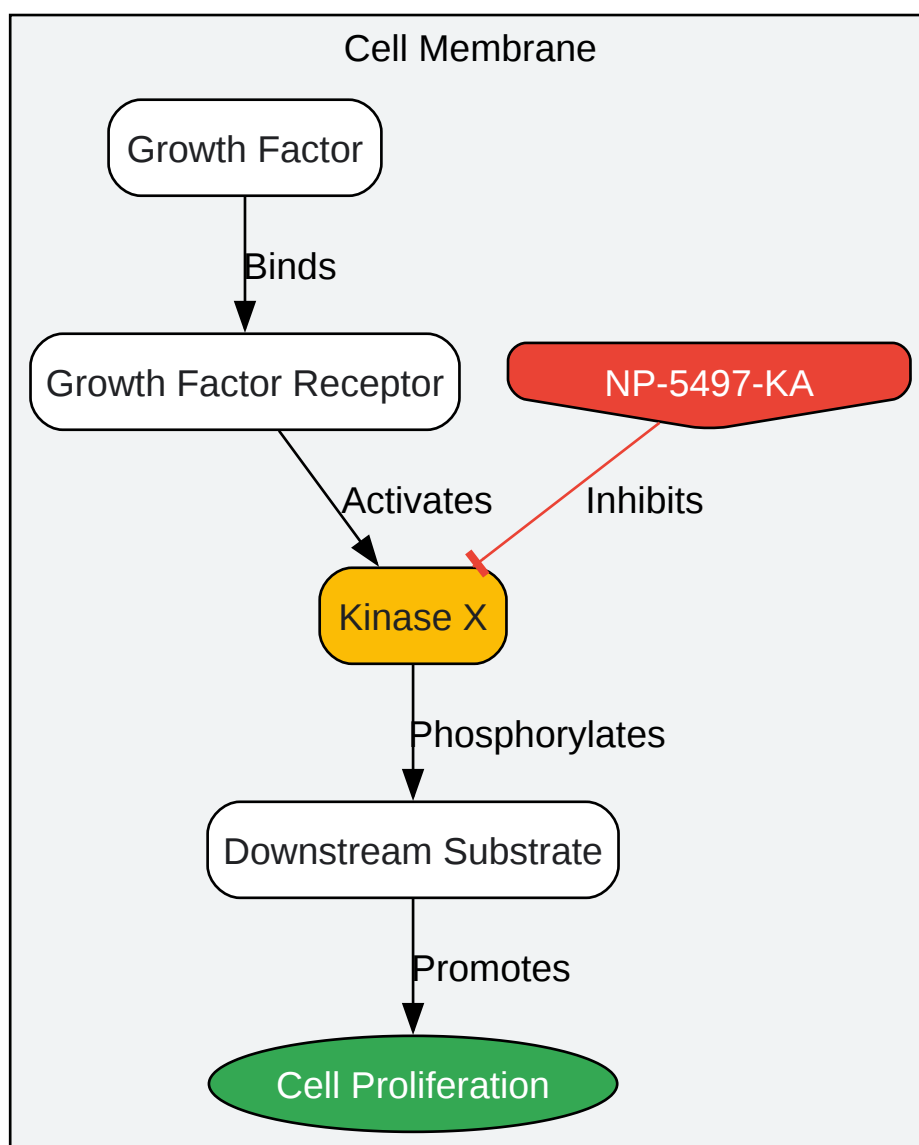 Cell Membrane
Growth Factor
Binds
Growth Factor Receptor
NP-5497-KA
Activates
Inhibits
Kinase X
Phosphorylates
Downstream Substrate
Promotes
Cell Proliferation